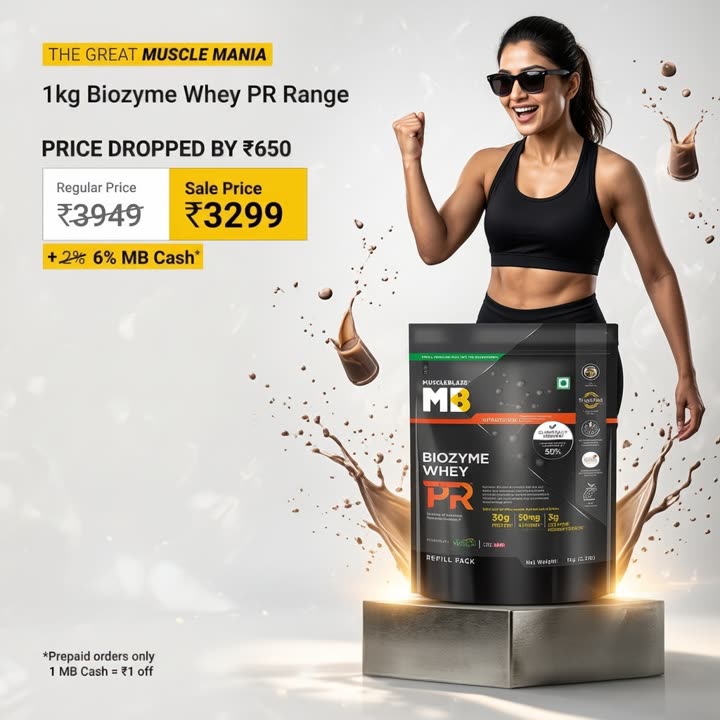 THE GREAT MUSCLE MANIA
1kg Biozyme Whey PR Range
PRICE DROPPED BY ₹650
Regular Price
₹3949
Sale Price
₹3299
+ 2% 6% MB Cash*
MUSCLEBLAZE
MB
50%
BIOZYME
WHEY
PR
30g 50mg 3g
REFILL PACK
Net Weight: 1kg
*Prepaid orders only
1 MB Cash = ₹1 off